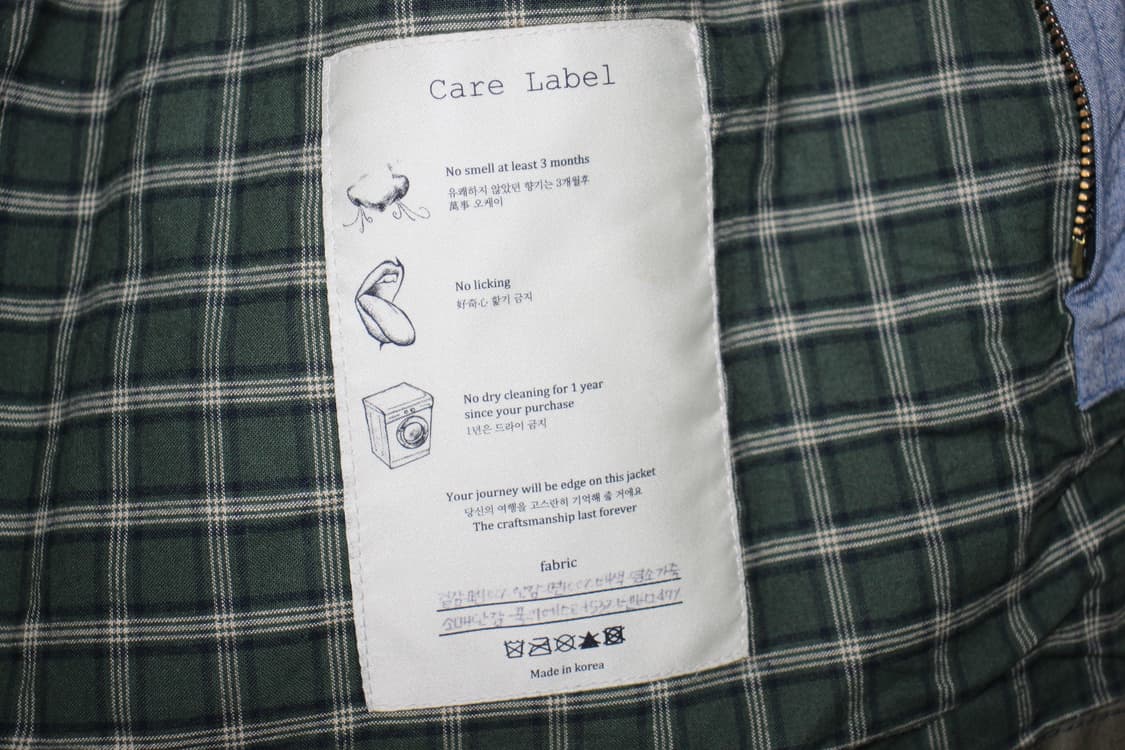 Care Label
No smell at least 3 months
유쾌하지 않았던 향기는 3개월후
萬事 오케이
No licking
好奇心 핥기 금지
No dry cleaning for 1 year
since your purchase
1년은 드라이 금지
Your journey will be edge on this jacket
당신의 여행을 고스란히 기억해 줄 거에요
The craftsmanship last forever
fabric
Made in korea